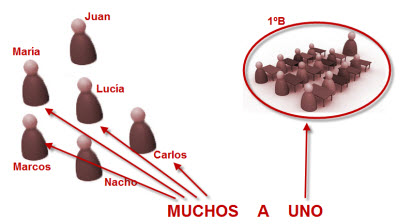 Juan
1ºB
Maria
Lucia
Carlos
Marcos
Nacho
MUCHOS A UNO